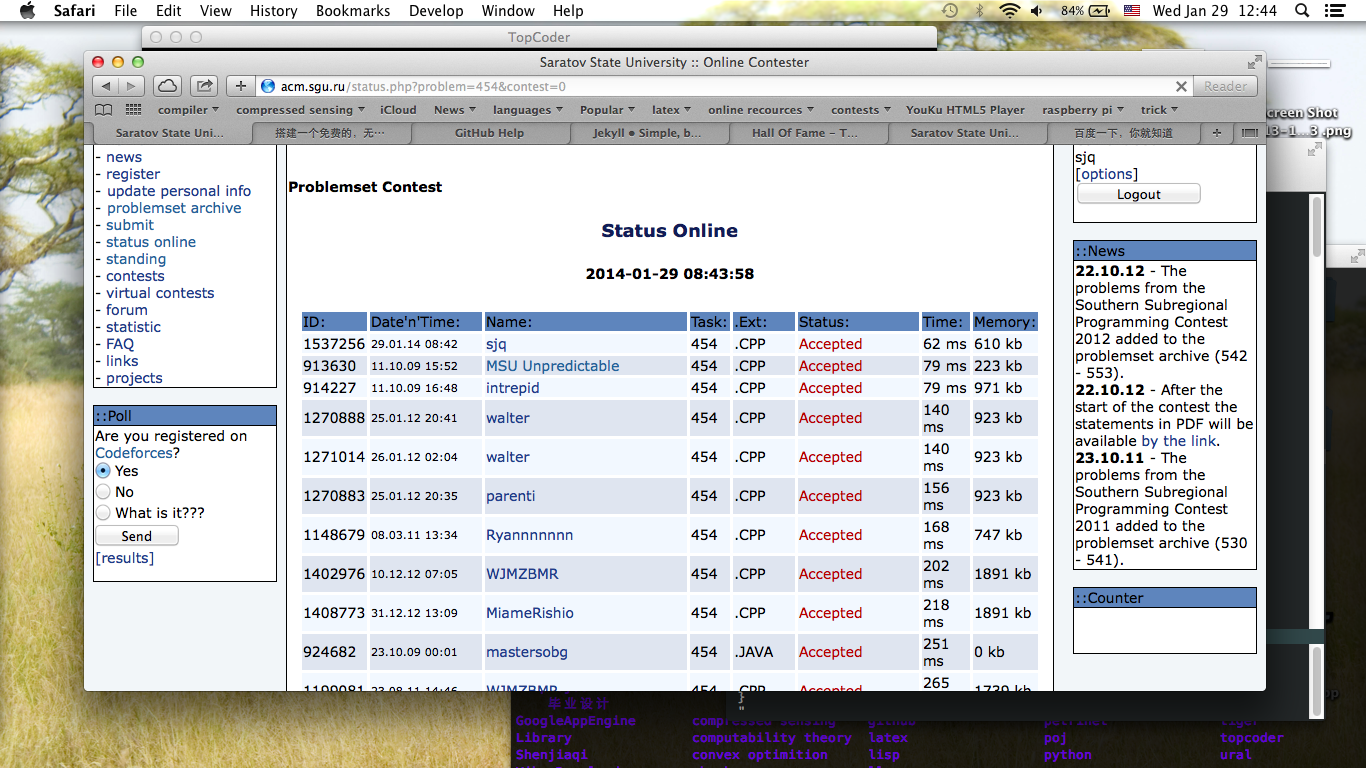 Safari File Edit View History Bookmarks Develop Window Help 84% Wed Jan 29 12:44
TopCoder
Saratov State University :: Online Contester
acm.sgu.ru/status.php?problem=454&contest=0 Reader
compiler compressed sensing iCloud News languages Popular latex online recources contests YouKu HTML5 Player raspberry pi trick
Saratov State Uni... 搭建一个免费的，无... GitHub Help Jekyll • Simple, b... Hall Of Fame – T... Saratov State Uni... 百度一下，你就知道
creen Shot
13-1...3 .png
- news
- register
- update personal info
- problemset archive
- submit
- status online
- standing
- contests
- virtual contests
- forum
- statistic
- FAQ
- links
- projects
::Poll
Are you registered on
Codeforces?
Yes
No
What is it???
Send
[results]
Problemset Contest
Status Online
2014-01-29 08:43:58
ID: Date'n'Time: Name: Task: .Ext: Status: Time: Memory:
1537256 29.01.14 08:42 sjq 454 .CPP Accepted 62 ms 610 kb
913630 11.10.09 15:52 MSU Unpredictable 454 .CPP Accepted 79 ms 223 kb
914227 11.10.09 16:48 intrepid 454 .CPP Accepted 79 ms 971 kb
1270888 25.01.12 20:41 walter 454 .CPP Accepted 140 ms 923 kb
1271014 26.01.12 02:04 walter 454 .CPP Accepted 140 ms 923 kb
1270883 25.01.12 20:35 parenti 454 .CPP Accepted 156 ms 923 kb
1148679 08.03.11 13:34 Ryannnnnnn 454 .CPP Accepted 168 ms 747 kb
1402976 10.12.12 07:05 WJMZBMR 454 .CPP Accepted 202 ms 1891 kb
1408773 31.12.12 13:09 MiameRishio 454 .CPP Accepted 218 ms 1891 kb
924682 23.10.09 00:01 mastersobg 454 .JAVA Accepted 251 ms 0 kb
1199081 23.08.11 14:46 WJMZBMR 454 .CPP Accepted 265 1739 kb
sjq
[options]
Logout
::News
22.10.12 - The
problems from the
Southern Subregional
Programming Contest
2012 added to the
problemset archive (542
- 553).
22.10.12 - After the
start of the contest the
statements in PDF will be
available by the link.
23.10.11 - The
problems from the
Southern Subregional
Programming Contest
2011 added to the
problemset archive (530
- 541).
::Counter
}
"
毕业设计
GoogleAppEngine compressed sensing github petrinet tiger
Library computability theory latex poj topcoder
Shenjiaqi convex optimition lisp python ural